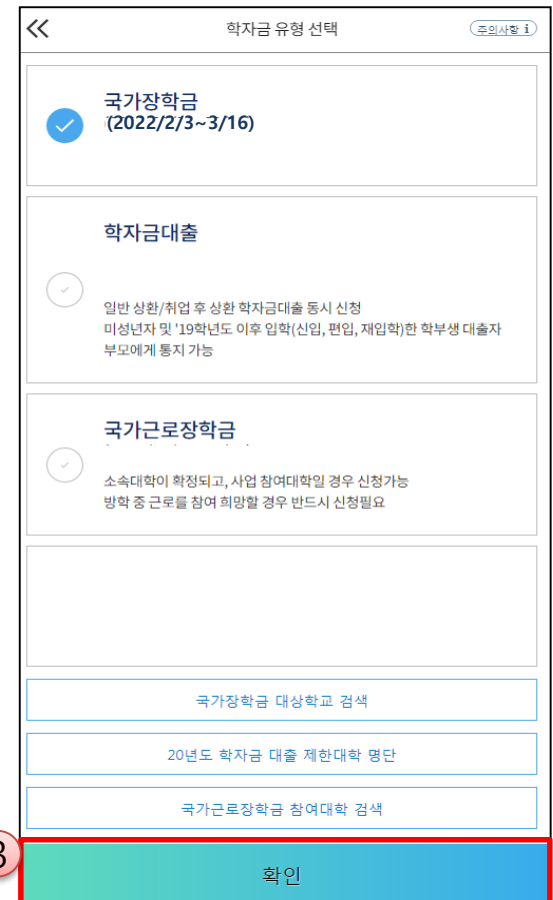 학자금 유형 선택
주의사항 i
국가장학금
(2022/2/3~3/16)
학자금대출
일반 상환/취업 후 상환 학자금대출 동시 신청
미성년자 및 '19학년도 이후 입학(신입, 편입, 재입학)한 학부생 대출자
부모에게 통지 가능
국가근로장학금
소속대학이 확정되고, 사업 참여대학일 경우 신청가능
방학 중 근로를 참여 희망할 경우 반드시 신청필요
국가장학금 대상학교 검색
20년도 학자금 대출 제한대학 명단
국가근로장학금 참여대학 검색
확인